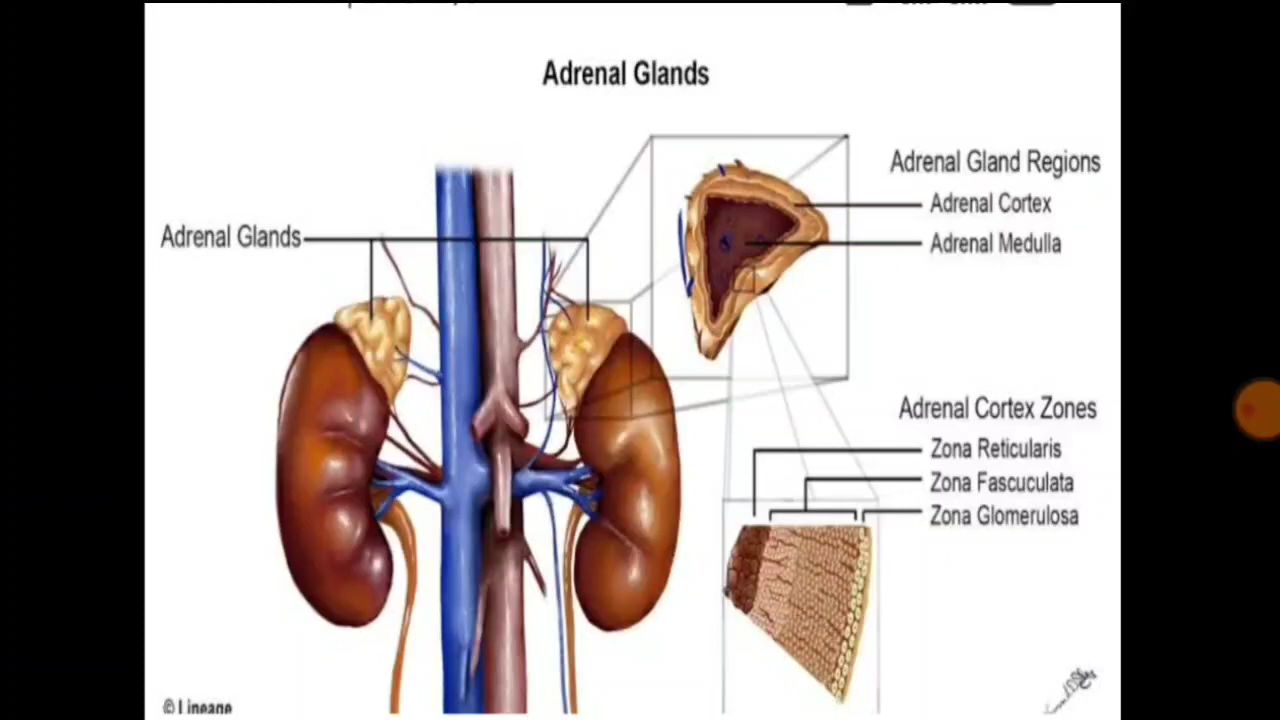 Adrenal Glands
Adrenal Glands
Adrenal Gland Regions
Adrenal Cortex
Adrenal Medulla
Adrenal Cortex Zones
Zona Reticularis
Zona Fascuculata
Zona Glomerulosa
© Lineage